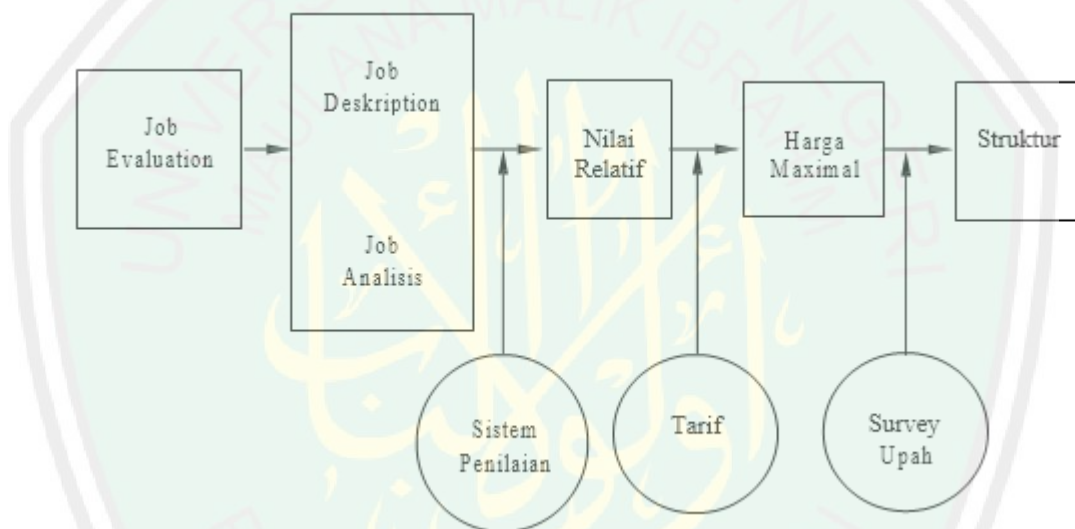 Job
Evaluation
Job
Deskription
Job
Analisis
Nilai
Relatif
Harga
Maximal
Struktur
Sistem
Penilaian
Tarif
Survey
Upah